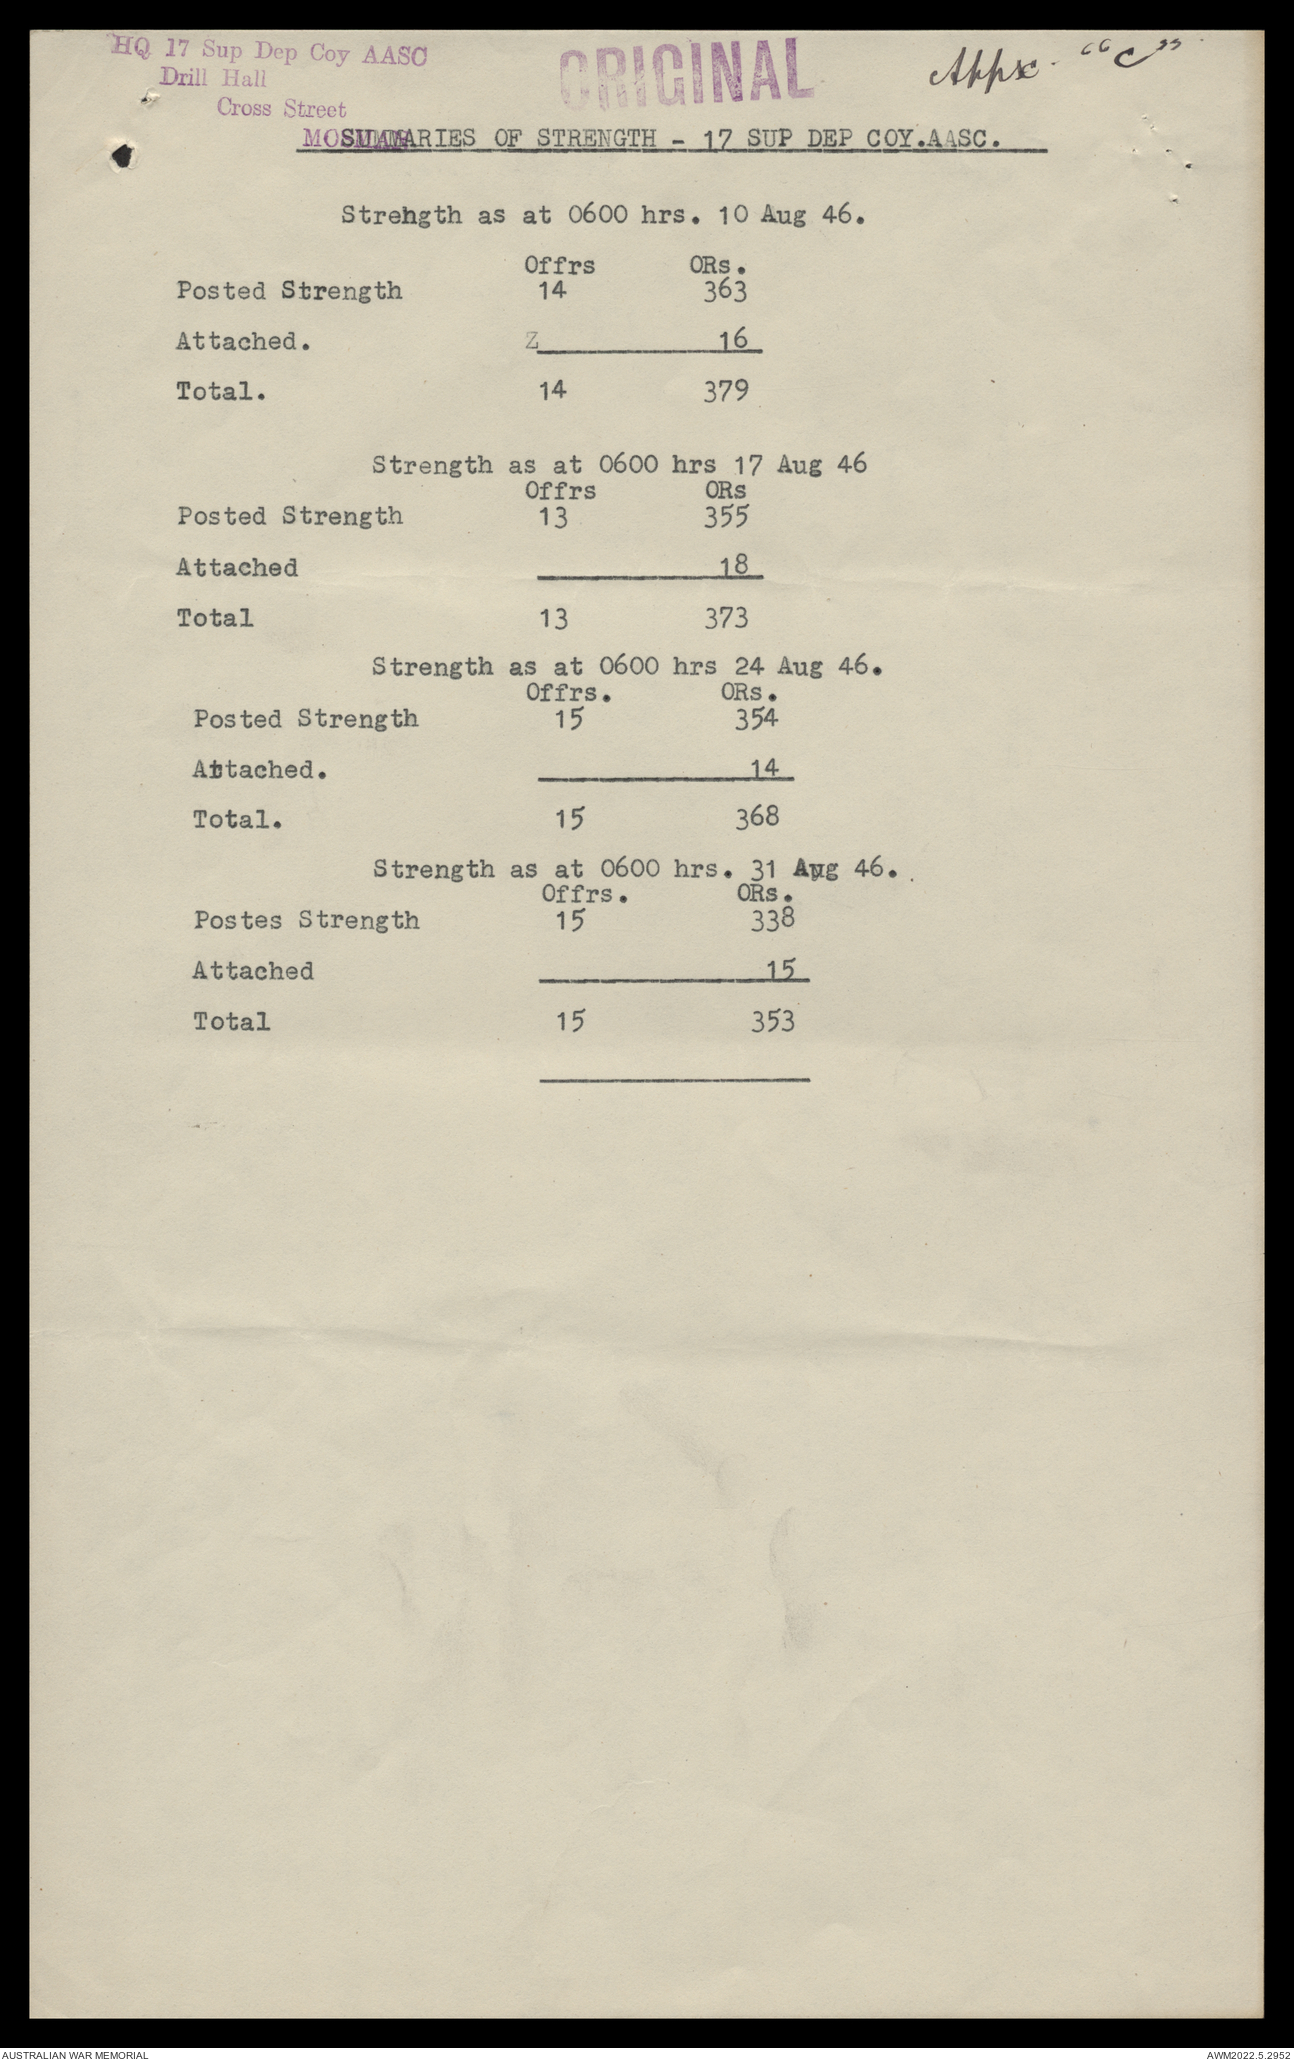 HQ 17 Sup Dep Coy AASC
Drill Hall
Cross Street
MOSMAN
ORIGINAL
Appx. "C"
SUMMARIES OF STRENGTH - 17 SUP DEP COY.AASC.
Strehgth as at 0600 hrs. 10 Aug 46.
Offrs ORs.
Posted Strength 14 363
Attached. Z 16
Total. 14 379
Strength as at 0600 hrs 17 Aug 46
Offrs ORs
Posted Strength 13 355
Attached 18
Total 13 373
Strength as at 0600 hrs 24 Aug 46.
Offrs. ORs.
Posted Strength 15 354
Attached. 14
Total. 15 368
Strength as at 0600 hrs. 31 Aug 46.
Offrs. ORs.
Postes Strength 15 338
Attached 15
Total 15 353
AUSTRALIAN WAR MEMORIAL
AWM2022.5.2952